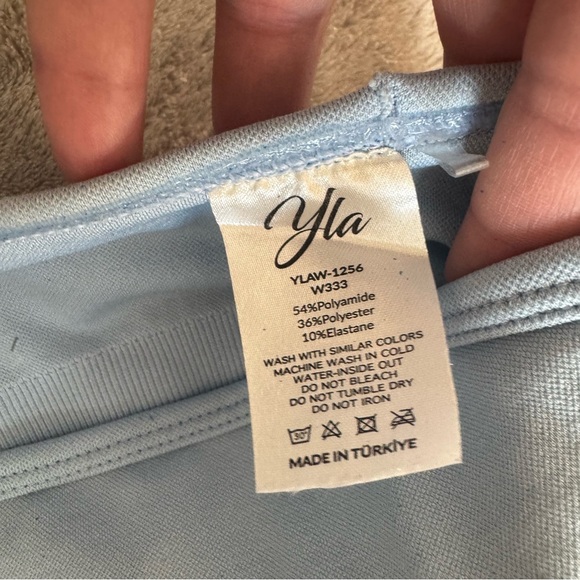 Yla
YLAW-1256
W333
54%Polyamide
36%Polyester
10%Elastane
WASH WITH SIMILAR COLORS
MACHINE WASH IN COLD
WATER-INSIDE OUT
DO NOT BLEACH
DO NOT TUMBLE DRY
DO NOT IRON
30°
MADE IN TÜRKİYE